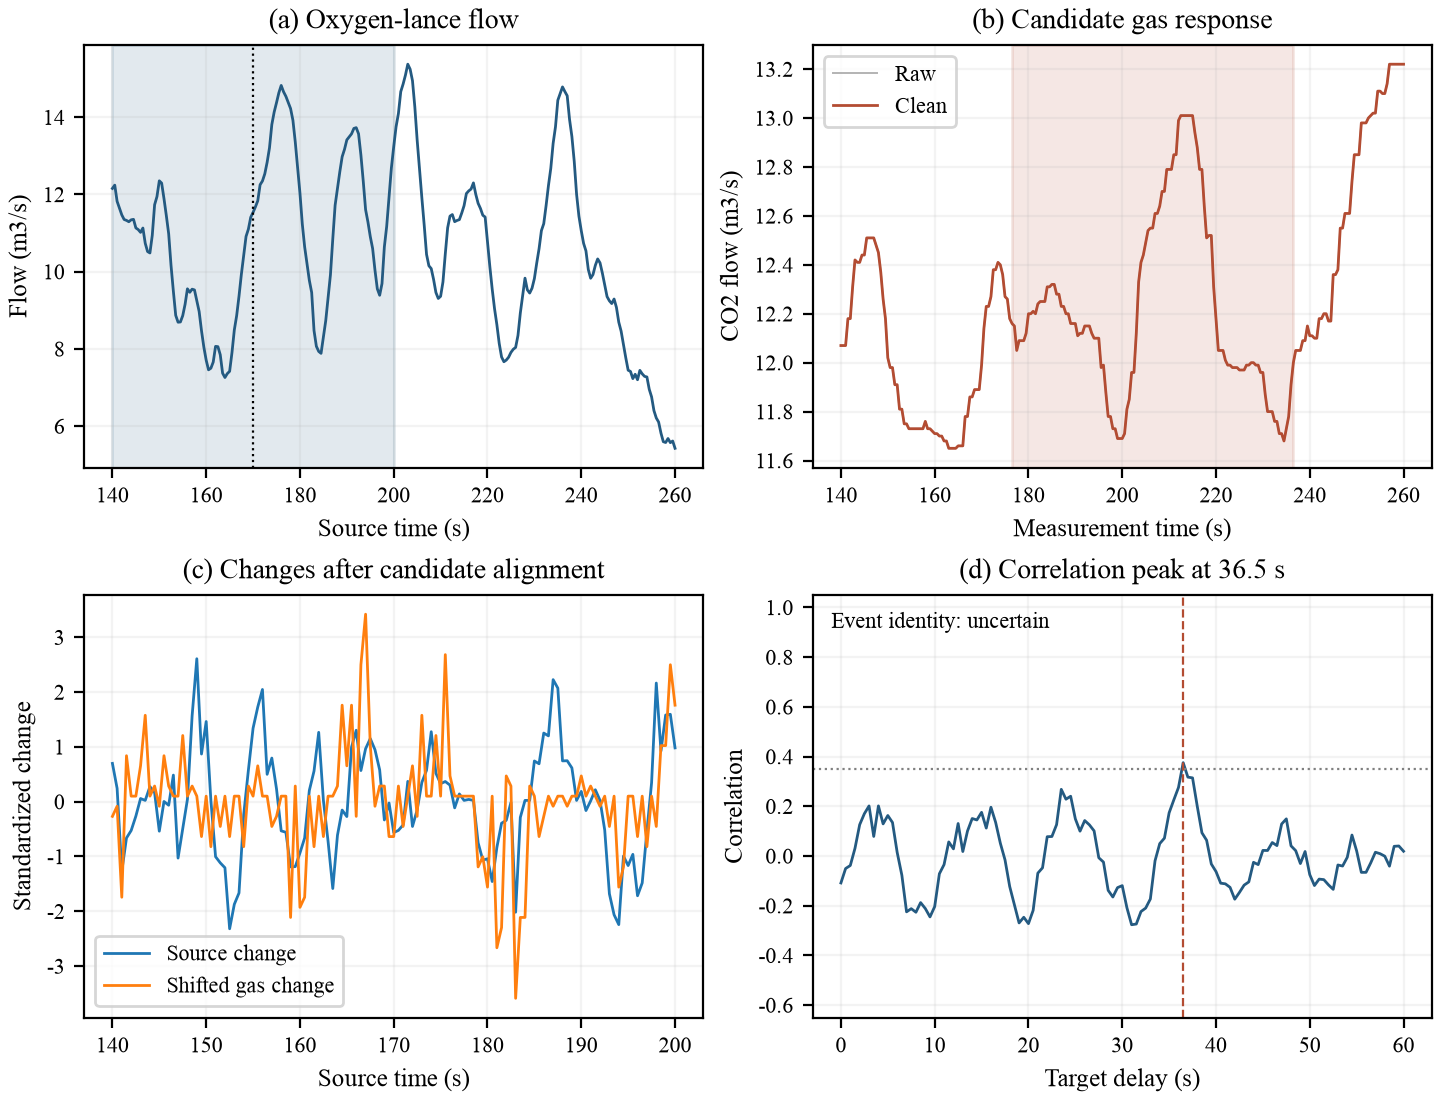 (a) Oxygen-lance flow
Flow (m3/s)
14
12
10
8
6
140 160 180 200 220 240 260
Source time (s)
(b) Candidate gas response
CO2 flow (m3/s)
Raw
Clean
13.2
13.0
12.8
12.6
12.4
12.2
12.0
11.8
11.6
140 160 180 200 220 240 260
Measurement time (s)
(c) Changes after candidate alignment
Standardized change
3
2
1
0
-1
-2
-3
Source change
Shifted gas change
140 150 160 170 180 190 200
Source time (s)
(d) Correlation peak at 36.5 s
Correlation
Event identity: uncertain
1.0
0.8
0.6
0.4
0.2
0.0
-0.2
-0.4
-0.6
0 10 20 30 40 50 60
Target delay (s)